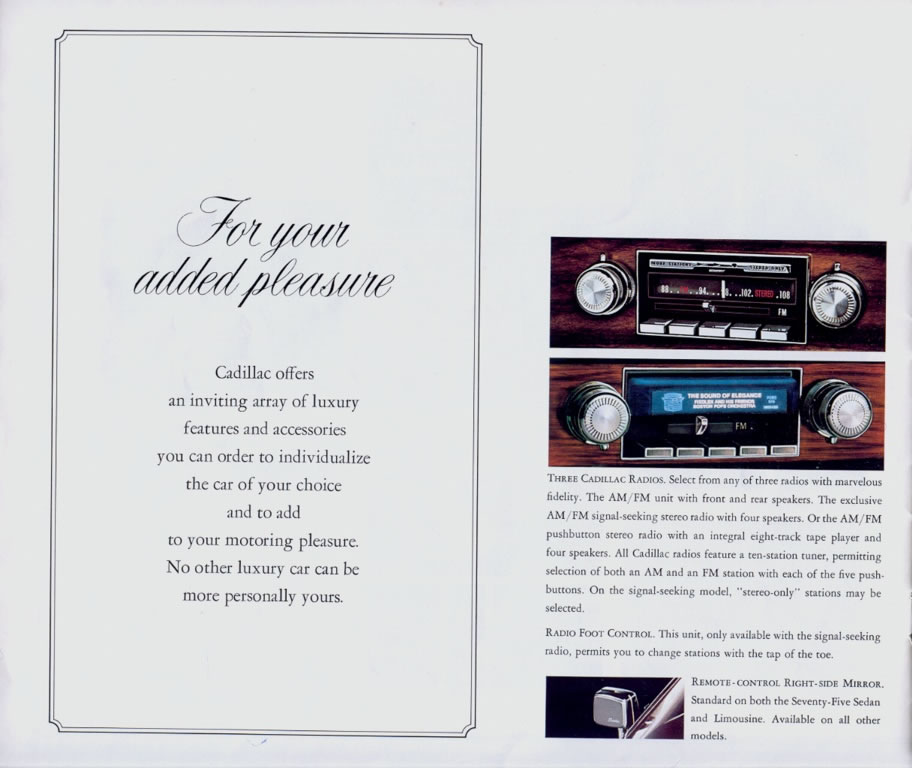 For your
added pleasure
Cadillac offers
an inviting array of luxury
features and accessories
you can order to individualize
the car of your choice
and to add
to your motoring pleasure.
No other luxury car can be
more personally yours.
88 94 102 STEREO 108
FM
THE SOUND OF ELEGANCE
FIEDLER AND HIS FRIENDS
BOSTON POPS ORCHESTRA
FM
THREE CADILLAC RADIOS. Select from any of three radios with marvelous
fidelity. The AM/FM unit with front and rear speakers. The exclusive
AM/FM signal-seeking stereo radio with four speakers. Or the AM/FM
pushbutton stereo radio with an integral eight-track tape player and
four speakers. All Cadillac radios feature a ten-station tuner, permitting
selection of both an AM and an FM station with each of the five push-
buttons. On the signal-seeking model, "stereo-only" stations may be
selected.
RADIO FOOT CONTROL. This unit, only available with the signal-seeking
radio, permits you to change stations with the tap of the toe.
REMOTE-CONTROL RIGHT-SIDE MIRROR.
Standard on both the Seventy-Five Sedan
and Limousine. Available on all other
models.